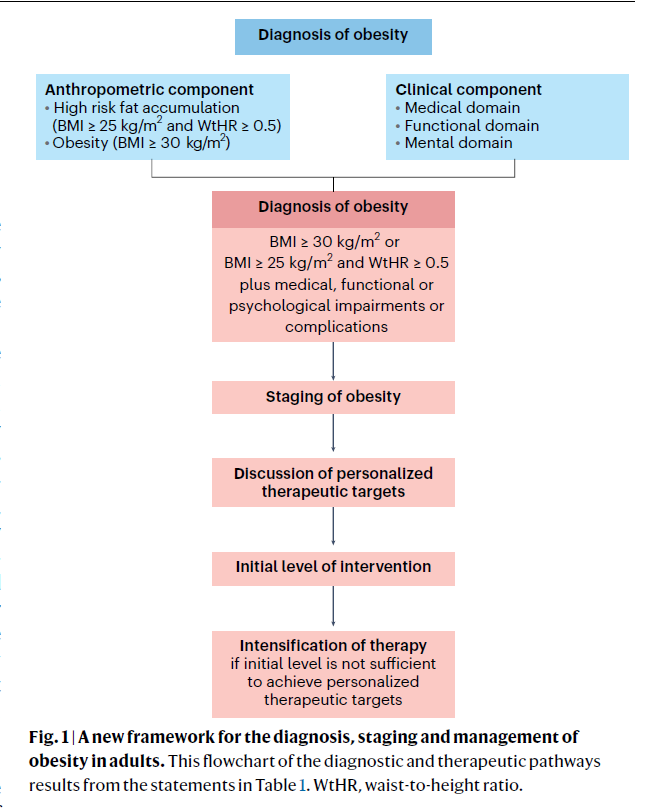 Diagnosis of obesity
Anthropometric component
• High risk fat accumulation
(BMI ≥ 25 kg/m² and WtHR ≥ 0.5)
• Obesity (BMI ≥ 30 kg/m²)
Clinical component
• Medical domain
• Functional domain
• Mental domain
Diagnosis of obesity
BMI ≥ 30 kg/m² or
BMI ≥ 25 kg/m² and WtHR ≥ 0.5
plus medical, functional or
psychological impairments or
complications
Staging of obesity
Discussion of personalized
therapeutic targets
Initial level of intervention
Intensification of therapy
if initial level is not sufficient
to achieve personalized
therapeutic targets
Fig. 1 | A new framework for the diagnosis, staging and management of
obesity in adults. This flowchart of the diagnostic and therapeutic pathways
results from the statements in Table 1. WtHR, waist-to-height ratio.